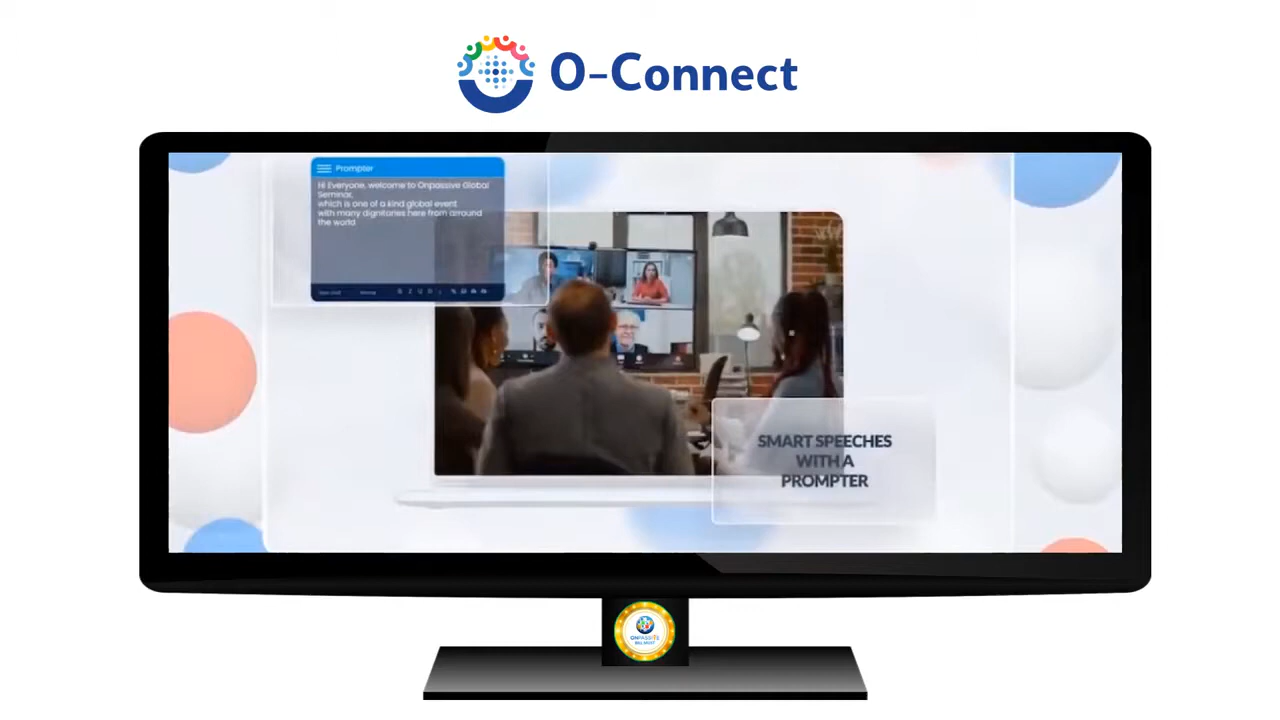 O-Connect
Prompter
Hi Everyone, welcome to Onpassive Global
Seminar,
which is one of a kind global event
with many dignitaries here from arround
the world
SMART SPEECHES
WITH A
PROMPTER
ONPASSIVE